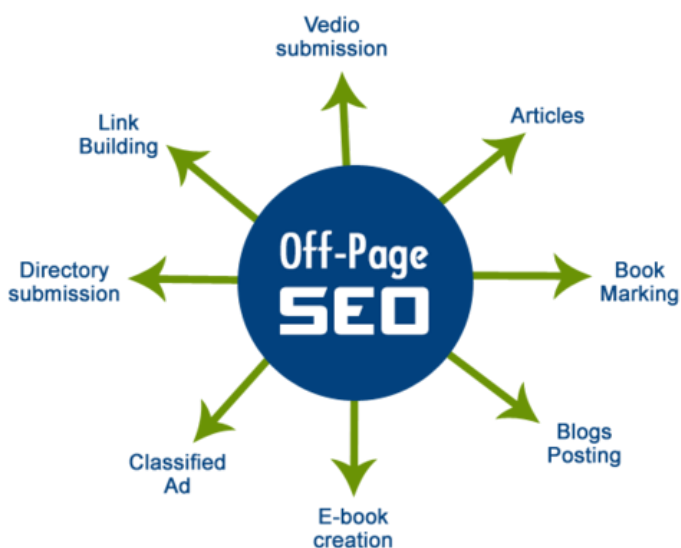 Vedio
submission
Articles
Link
Building
Off-Page
SEO
Directory
submission
Book
Marking
Blogs
Posting
Classified
Ad
E-book
creation